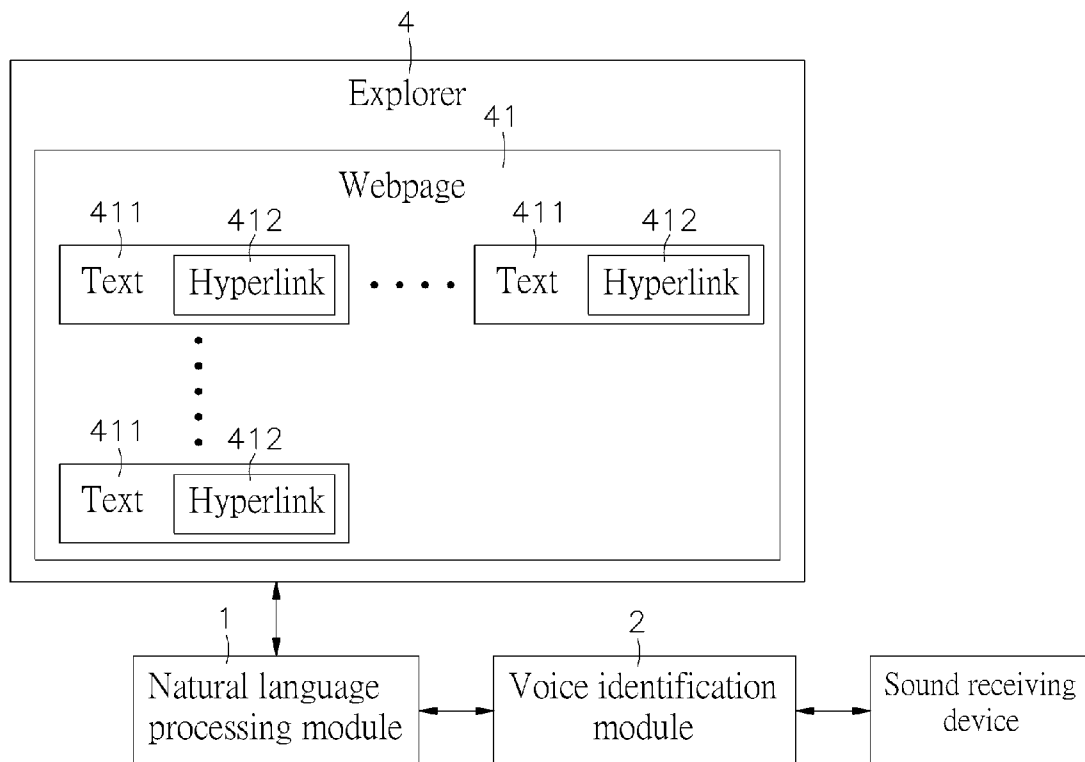 4
Explorer
41
Webpage
411 412 411 412
Text Hyperlink Text Hyperlink
411 412
Text Hyperlink
1 2
Natural language Voice identification Sound receiving
processing module module device